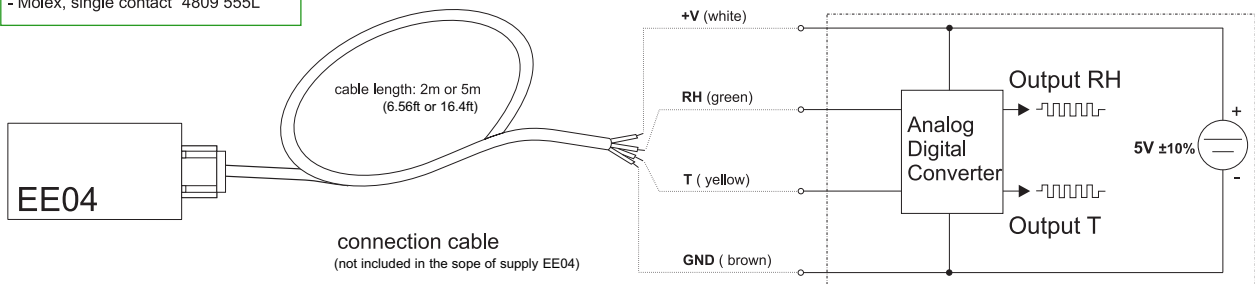 - Molex, single contact 4809 555L
+V (white)
cable length: 2m or 5m
(6.56ft or 16.4ft)
RH (green)
Output RH
Analog
Digital
Converter
+
5V ±10%
-
EE04
T ( yellow)
Output T
connection cable
(not included in the sope of supply EE04)
GND ( brown)